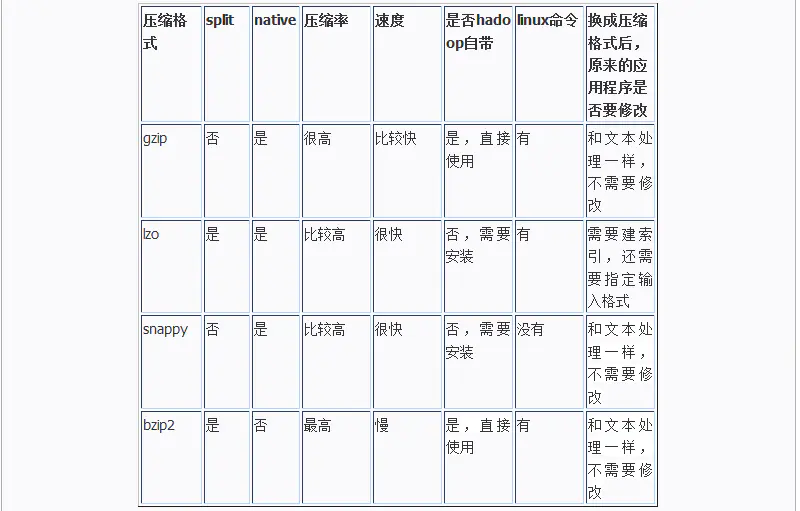 压缩格式 split native 压缩率 速度 是否hadoop自带 linux命令 换成压缩格式后，原来的应用程序是否要修改
gzip 否 是 很高 比较快 是，直接使用 有 和文本处理一样，不需要修改
lzo 是 是 比较高 很快 否，需要安装 有 需要建索引，还需要指定输入格式
snappy 否 是 比较高 很快 否，需要安装 没有 和文本处理一样，不需要修改
bzip2 是 否 最高 慢 是，直接使用 有 和文本处理一样，不需要修改